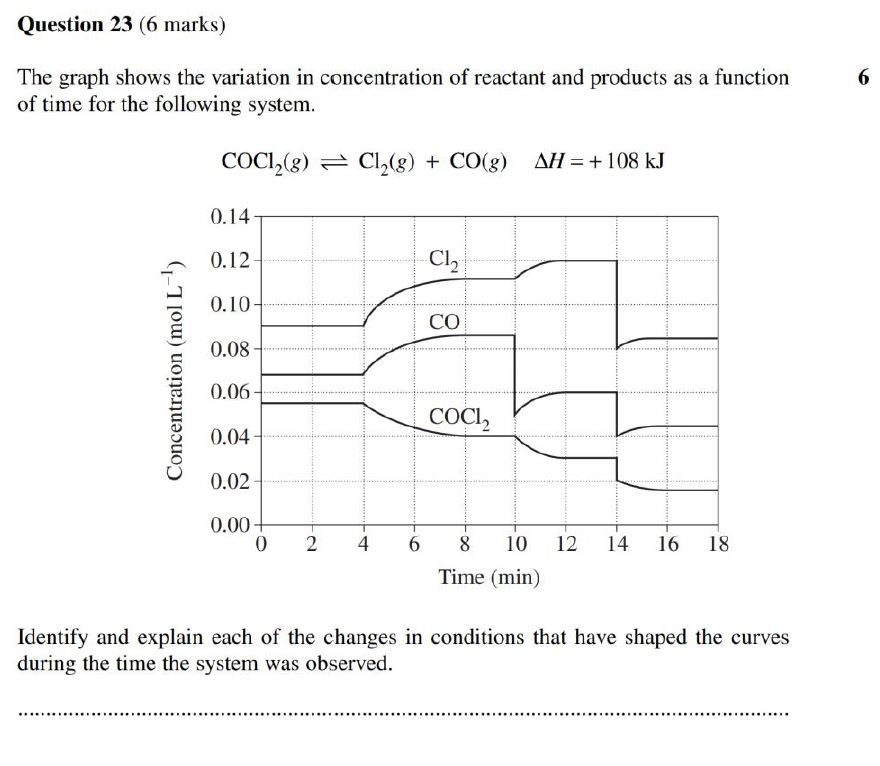 Question 23 (6 marks)
The graph shows the variation in concentration of reactant and products as a function 6
of time for the following system.
COCl₂(g) ⇌ Cl₂(g) + CO(g) ΔH = + 108 kJ
0.14
0.12
0.10
0.08
0.06
0.04
0.02
0.00
Concentration (mol L⁻¹)
Cl₂
CO
COCl₂
0 2 4 6 8 10 12 14 16 18
Time (min)
Identify and explain each of the changes in conditions that have shaped the curves
during the time the system was observed.